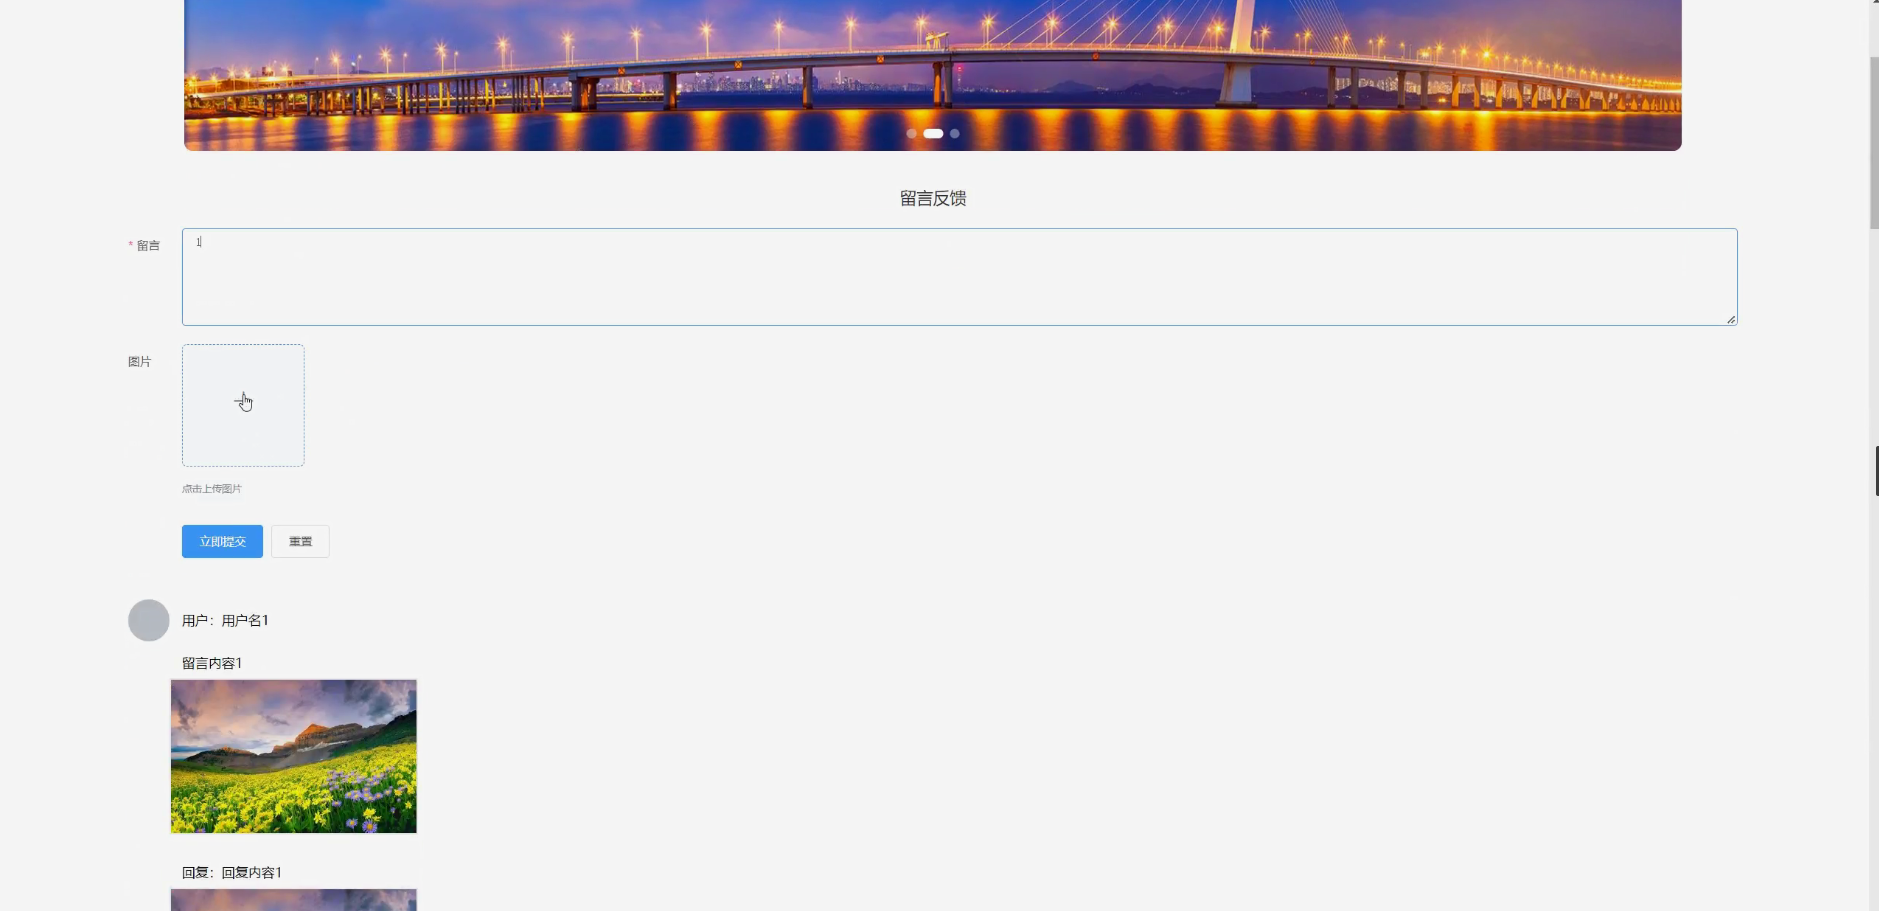 留言反馈
* 留言
1
图片
点击上传图片
立即提交
重置
用户：用户名1
留言内容1
回复：回复内容1